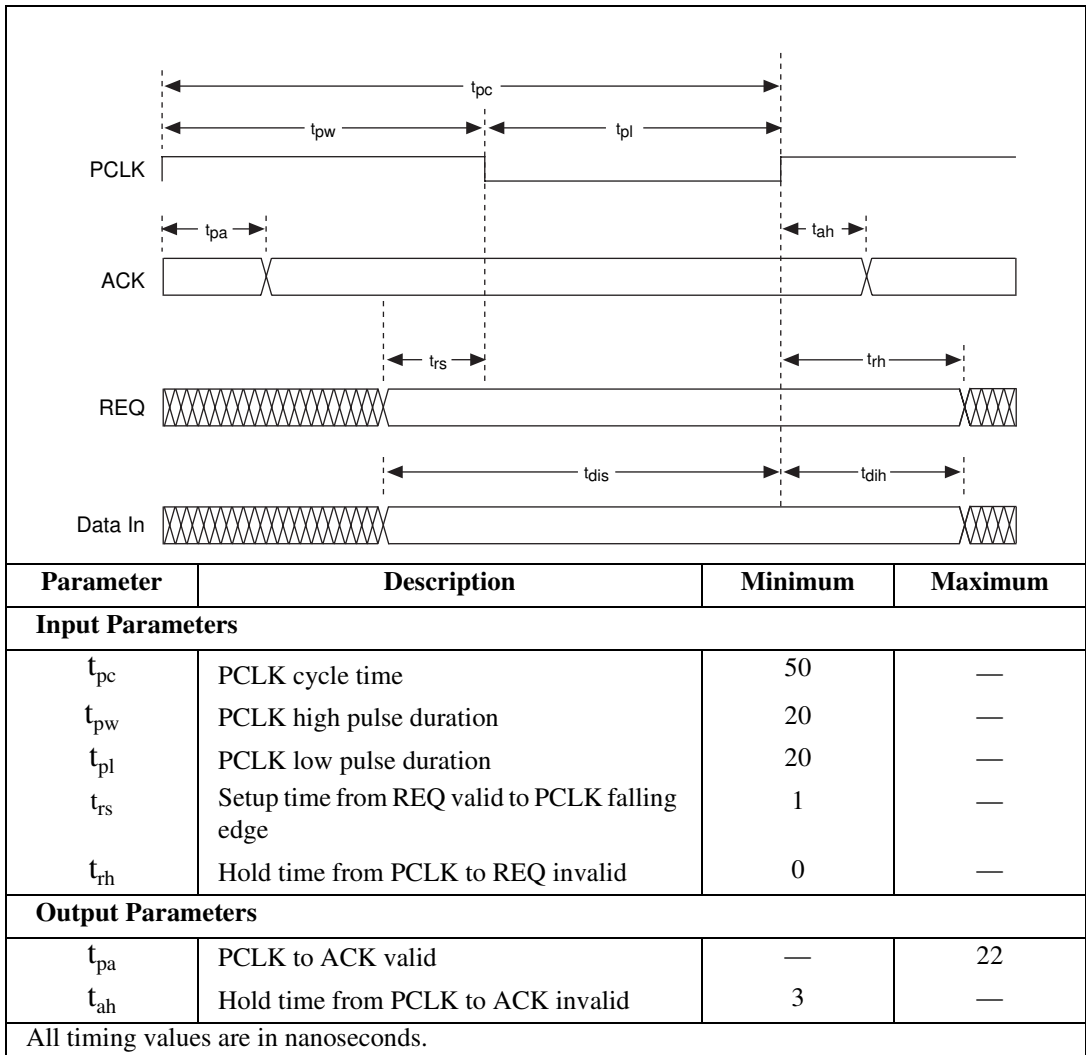 tpc
tpw tpl
PCLK
tpa tah
ACK
trs trh
REQ
tdis tdih
Data In
Parameter Description Minimum Maximum
Input Parameters
tpc PCLK cycle time 50 —
tpw PCLK high pulse duration 20 —
tpl PCLK low pulse duration 20 —
trs Setup time from REQ valid to PCLK falling 1 —
edge
trh Hold time from PCLK to REQ invalid 0 —
Output Parameters
tpa PCLK to ACK valid — 22
tah Hold time from PCLK to ACK invalid 3 —
All timing values are in nanoseconds.